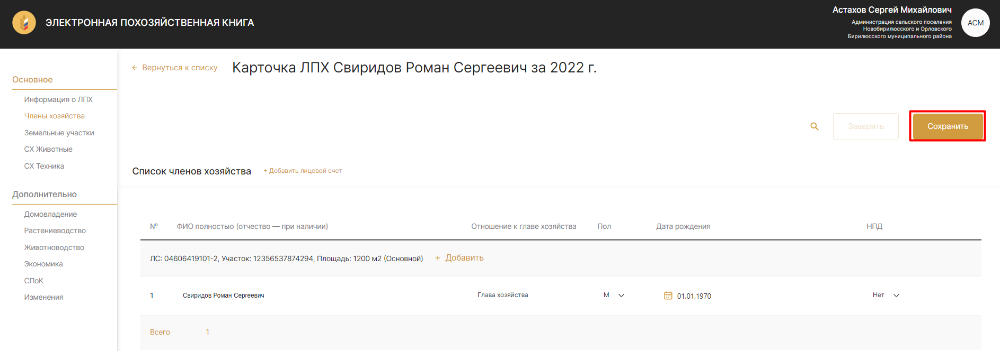 ЭЛЕКТРОННАЯ ПОХОЗЯЙСТВЕННАЯ КНИГА
Астахов Сергей Михайлович
Администрация сельского поселения
Новобирилюсского и Орловского
Бирилюсского муниципального района
АСМ
← Вернуться к списку
Карточка ЛПХ Свиридов Роман Сергеевич за 2022 г.
Основное
Информация о ЛПХ
Члены хозяйства
Земельные участки
СХ Животные
СХ Техника
Дополнительно
Домовладение
Растениеводство
Животноводство
Экономика
СПоК
Изменения
Заверить
Сохранить
Список членов хозяйства + Добавить лицевой счет
№ ФИО полностью (отчество — при наличии) Отношение к главе хозяйства Пол Дата рождения НПД
ЛС: 04606419101-2, Участок: 12356537874294, Площадь: 1200 м2 (Основной) + Добавить
1 Свиридов Роман Сергеевич Глава хозяйства М 01.01.1970 Нет
Всего 1